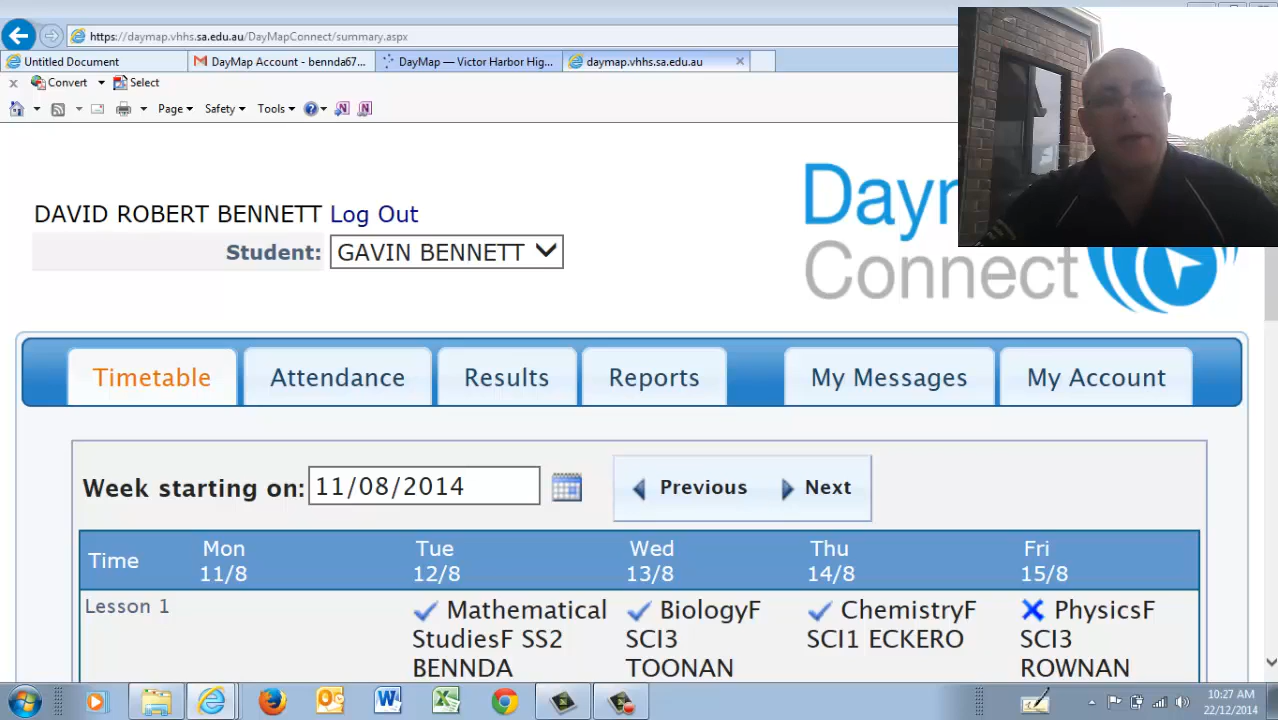 https://daymap.vhhs.sa.edu.au/DayMapConnect/summary.aspx
Untitled Document
DayMap Account - bennda67...
DayMap — Victor Harbor Hig...
daymap.vhhs.sa.edu.au
x Convert Select
Page Safety Tools
DAVID ROBERT BENNETT Log Out
Student: GAVIN BENNETT
Connect
Timetable Attendance Results Reports My Messages My Account
Week starting on: 11/08/2014 Previous Next
Time Mon Tue Wed Thu Fri
11/8 12/8 13/8 14/8 15/8
Lesson 1 Mathematical BiologyF ChemistryF PhysicsF
StudiesF SS2 SCI3 SCI1 ECKERO SCI3
BENNDA TOONAN ROWNAN
10:27 AM
22/12/2014